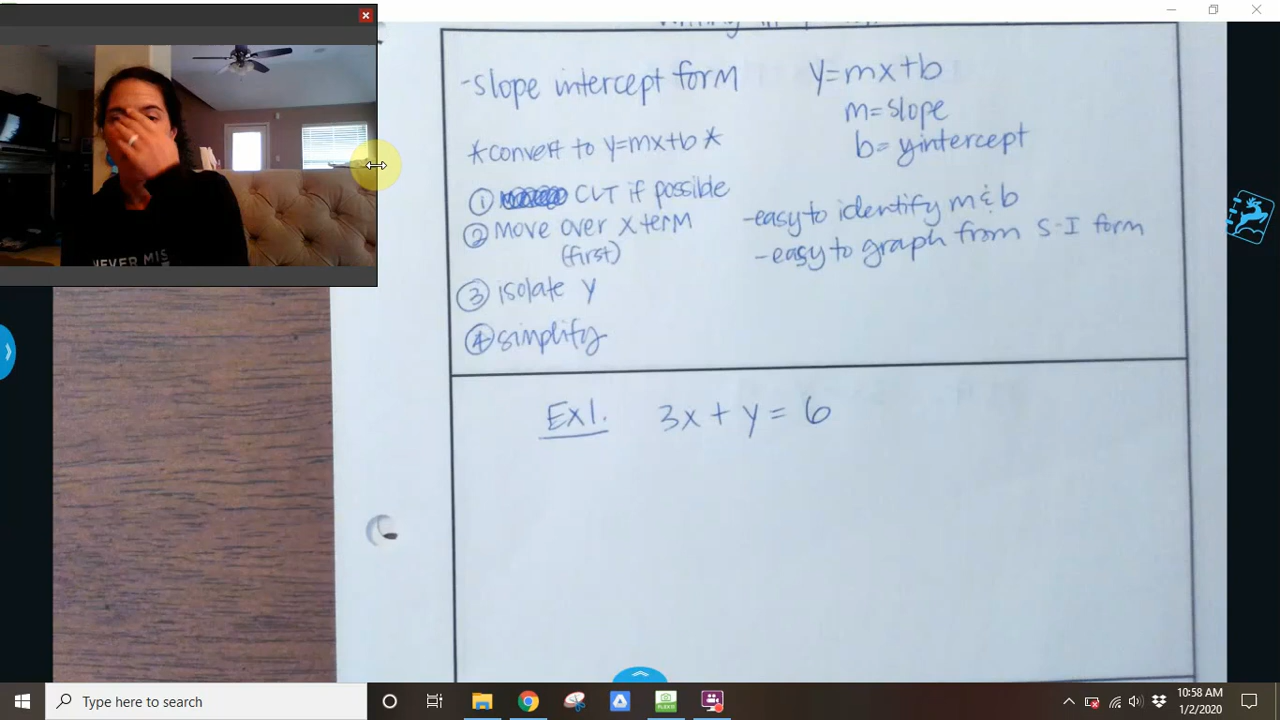 -slope intercept form
y=mx+b
m=slope
b= yintercept
*convert to y=mx+b *
① CLT if possible
② Move over x term
(first)
③ isolate y
④ simplify
-easy to identify m & b
-easy to graph from S-I form
Ex1. 3x + y = 6
NEVER MIS
Type here to search
10:58 AM
1/2/2020